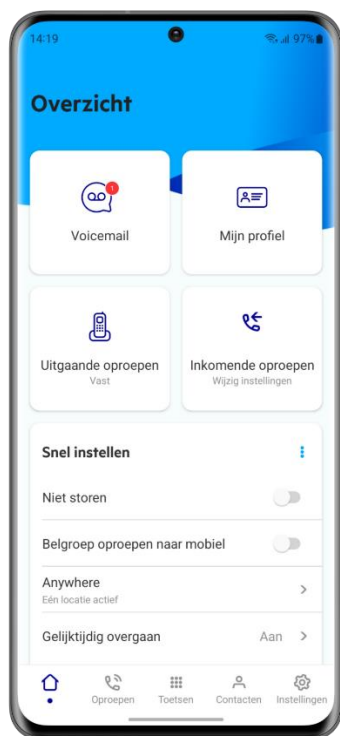 14:19 97%
Overzicht
1
Voicemail
Mijn profiel
Uitgaande oproepen
Vast
Inkomende oproepen
Wijzig instellingen
Snel instellen
Niet storen
Belgroep oproepen naar mobiel
Anywhere
Eén locatie actief
Gelijktijdig overgaan Aan
Oproepen Toetsen Contacten Instellingen